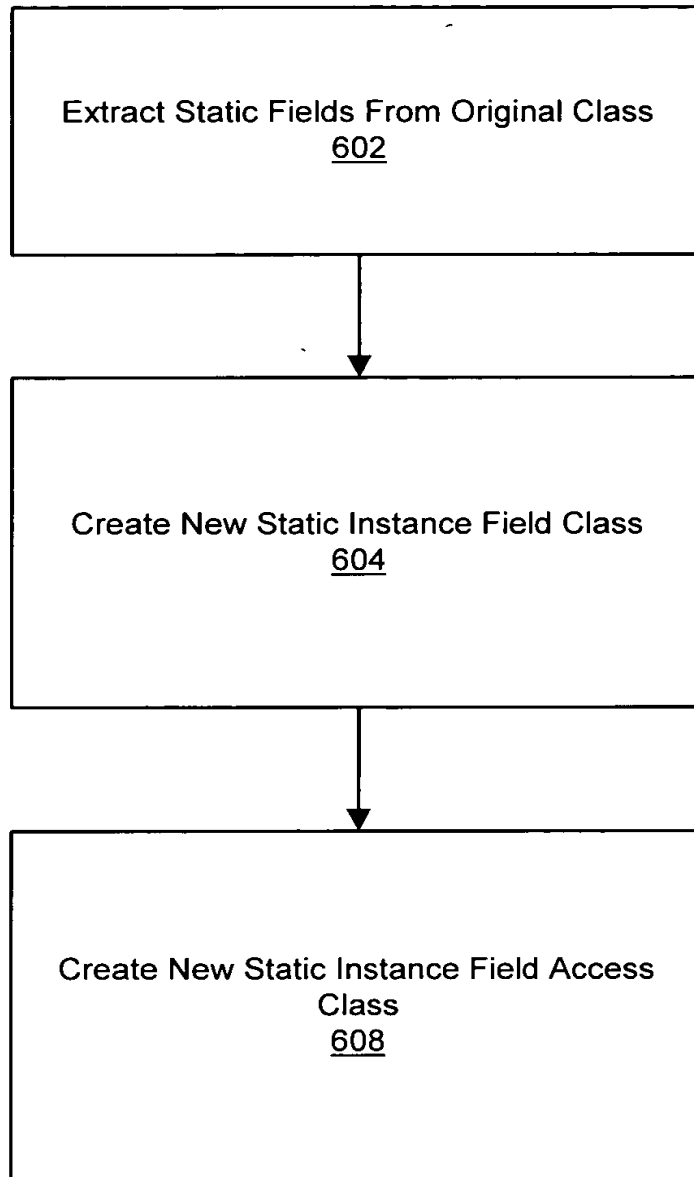 Extract Static Fields From Original Class
602
Create New Static Instance Field Class
604
Create New Static Instance Field Access
Class
608